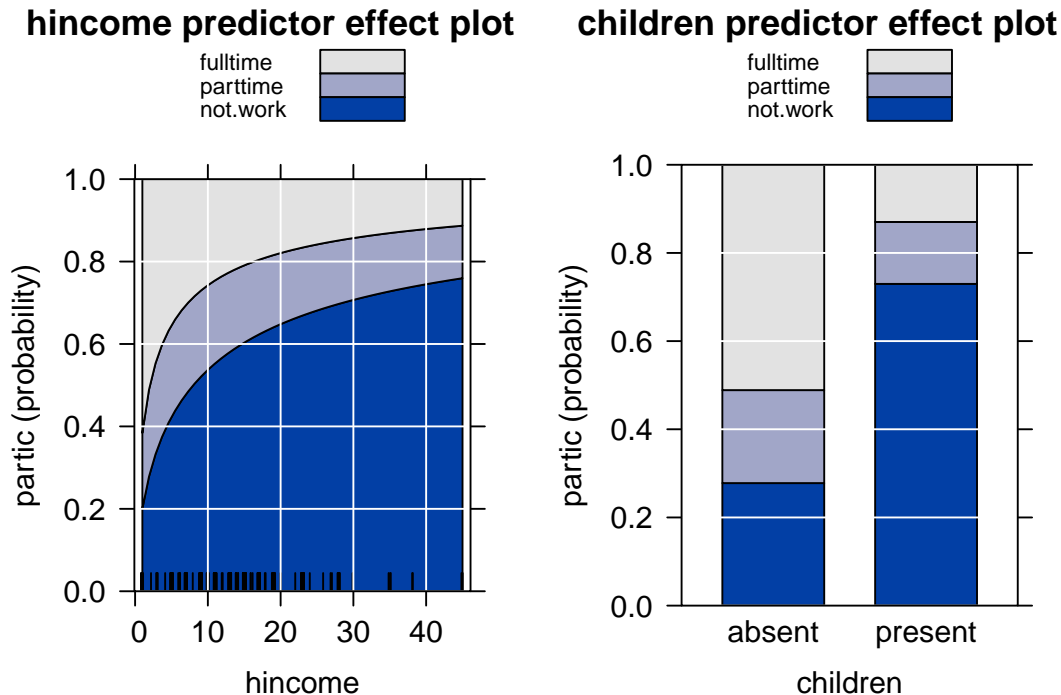 hincome predictor effect plot
fulltime
parttime
not.work
1.0
0.8
0.6
0.4
0.2
0.0
partic (probability)
0 10 20 30 40
hincome
children predictor effect plot
fulltime
parttime
not.work
1.0
0.8
0.6
0.4
0.2
0.0
partic (probability)
absent present
children